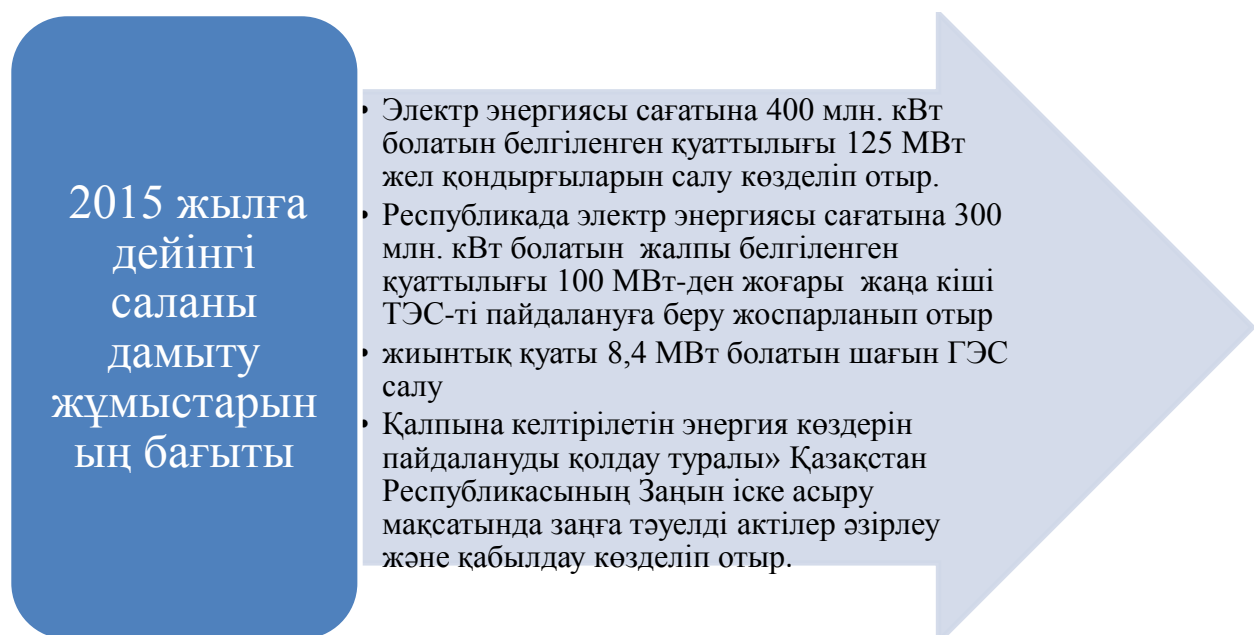 2015 жылға
дейінгі
саланы
дамыту
жұмыстарын
ың бағыты
• Электр энергиясы сағатына 400 млн. кВт
болатын белгіленген қуаттылығы 125 МВт
жел қондырғыларын салу көзделіп отыр.
• Республикада электр энергиясы сағатына 300
млн. кВт болатын  жалпы белгіленген
қуаттылығы 100 МВт-ден жоғары  жаңа кіші
ТЭС-ті пайдалануға беру жоспарланып отыр
• жиынтық қуаты 8,4 МВт болатын шағын ГЭС
салу
• Қалпына келтірілетін энергия көздерін
пайдалануды қолдау туралы» Қазақстан
Республикасының Заңын іске асыру
мақсатында заңға тәуелді актілер әзірлеу
және қабылдау көзделіп отыр.